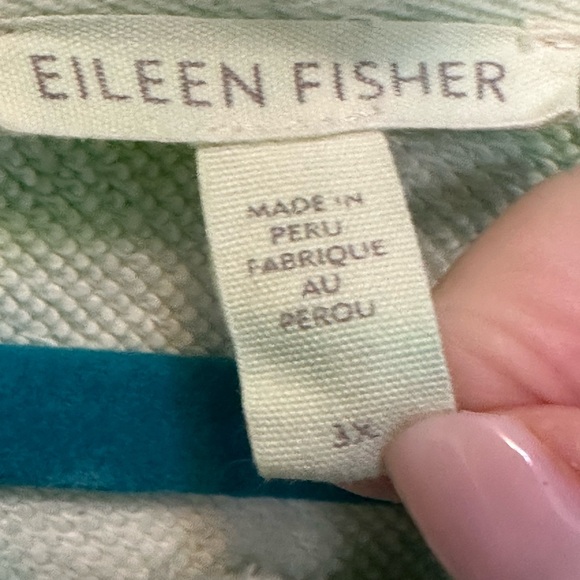 EILEEN FISHER
MADE IN
PERU
FABRIQUE
AU
PEROU
3X